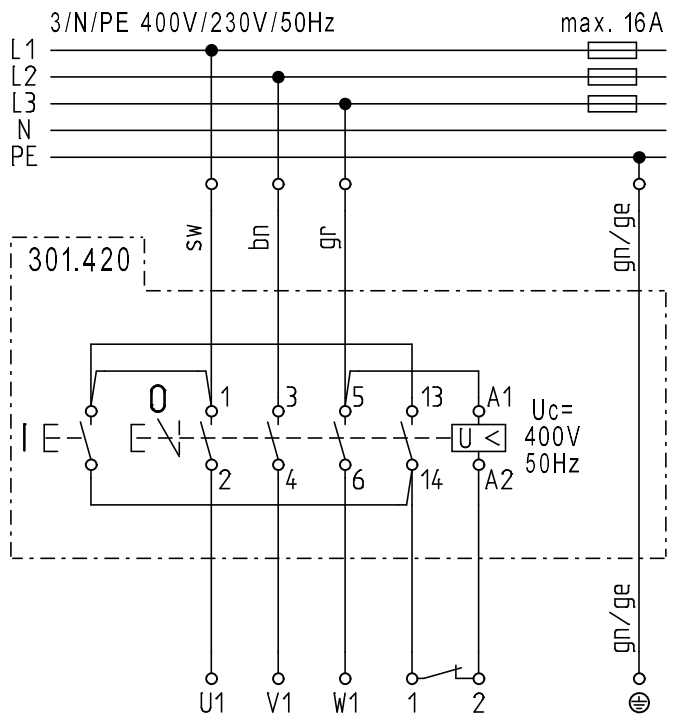 3/N/PE 400V/230V/50Hz max. 16A
L1
L2
L3
N
PE
sw bn gr gn/ge
301.420
0 1 3 5 13 A1
I U < Uc=
400V
50Hz
2 4 6 14 A2
gn/ge
U1 V1 W1 1 2